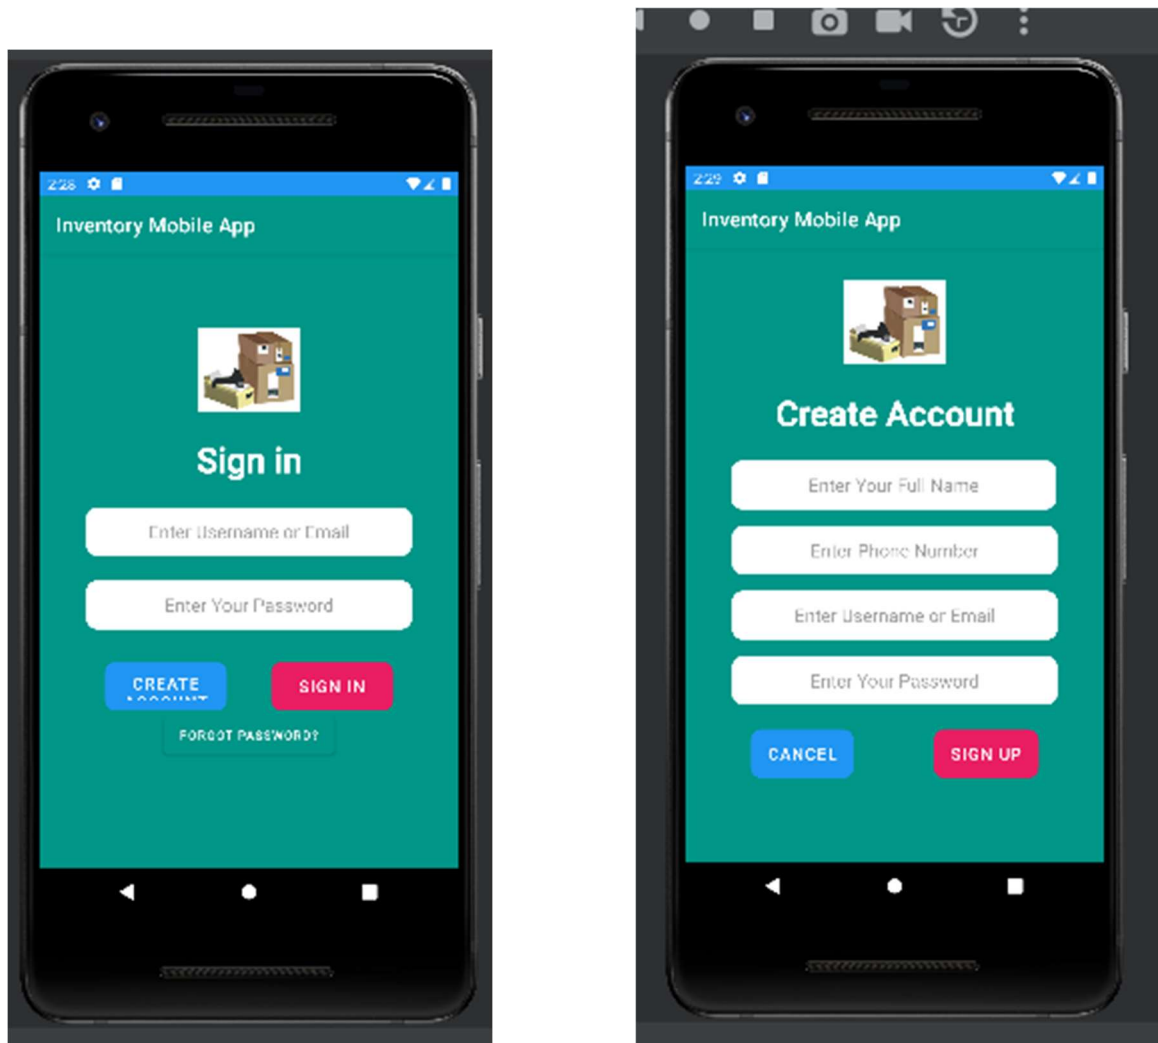 2:28
Inventory Mobile App
Sign in
Enter Username or Email
Enter Your Password
CREATE
ACCOUNT
SIGN IN
FORGOT PASSWORD?
2:29
Inventory Mobile App
Create Account
Enter Your Full Name
Enter Phone Number
Enter Username or Email
Enter Your Password
CANCEL
SIGN UP